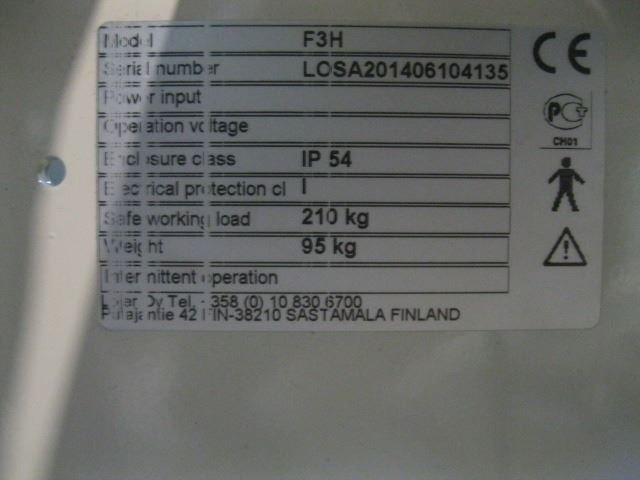 Model F3H
Serial number LOSA201406104135
Power input
Operation voltage
Enclosure class IP 54
Electrical protection cl I
Safe working load 210 kg
Weight 95 kg
Intermittent operation
Lojer Oy Tel. +358 (0) 10 830 6700
42 FIN-38210 SASTAMALA FINLAND
CE
PCT
CH01